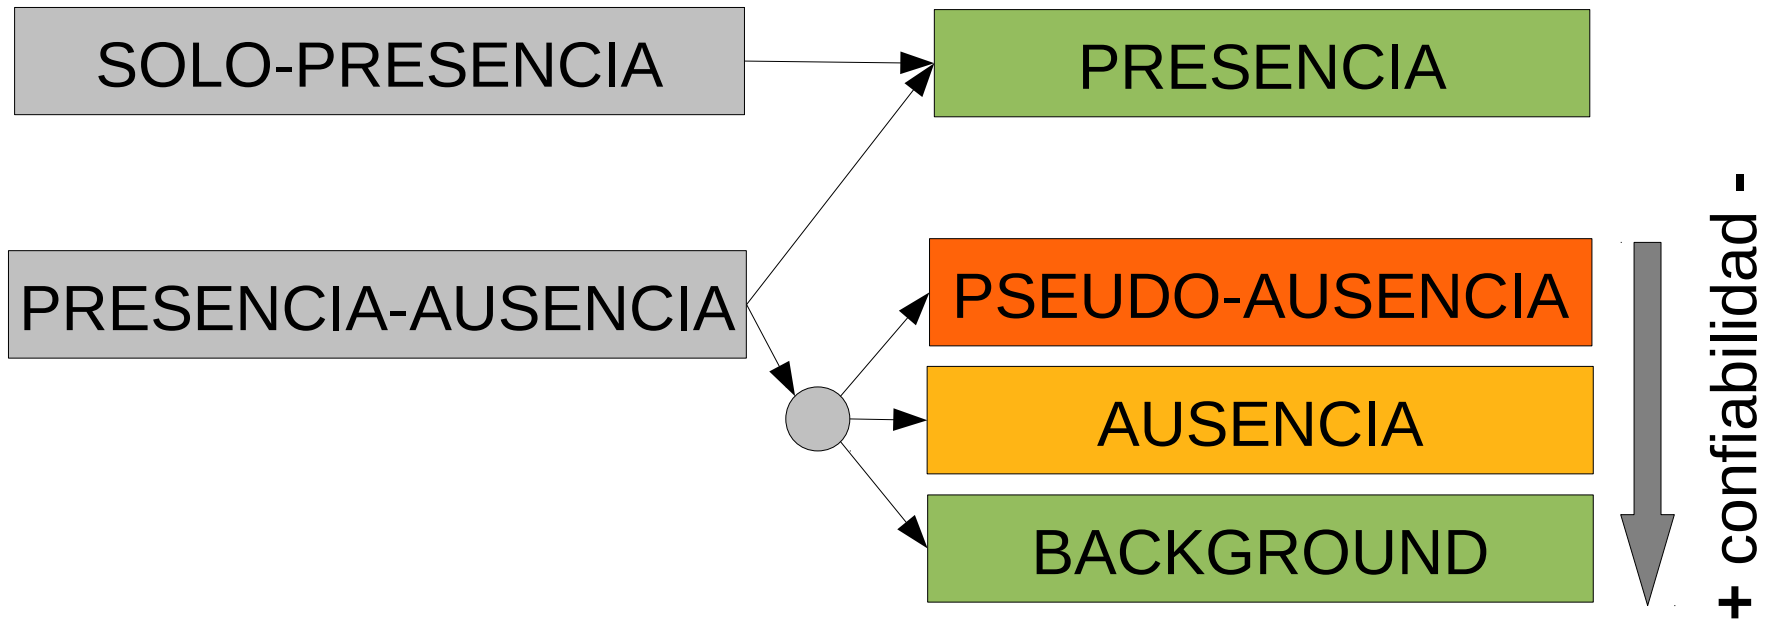 SOLO-PRESENCIA
PRESENCIA
PRESENCIA-AUSENCIA
PSEUDO-AUSENCIA
AUSENCIA
BACKGROUND
+ confiabilidad -